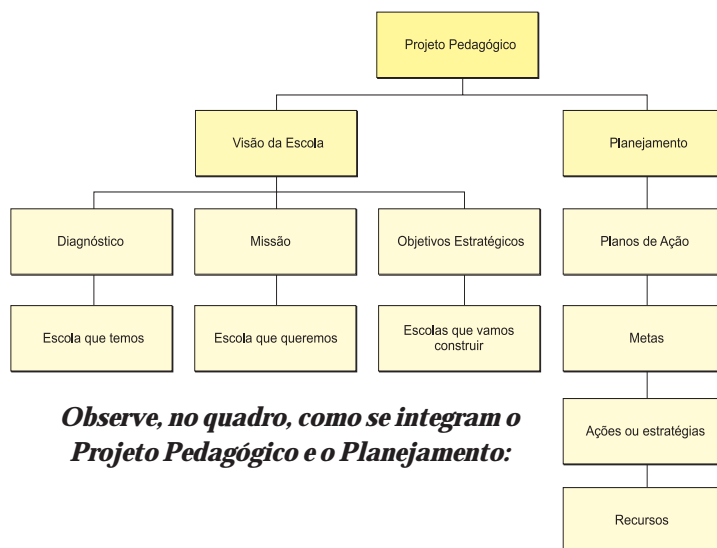 Projeto Pedagógico
Visão da Escola
Planejamento
Diagnóstico
Missão
Objetivos Estratégicos
Planos de Ação
Escola que temos
Escola que queremos
Escolas que vamos
construir
Metas
Observe, no quadro, como se integram o
Projeto Pedagógico e o Planejamento:
Ações ou estratégias
Recursos